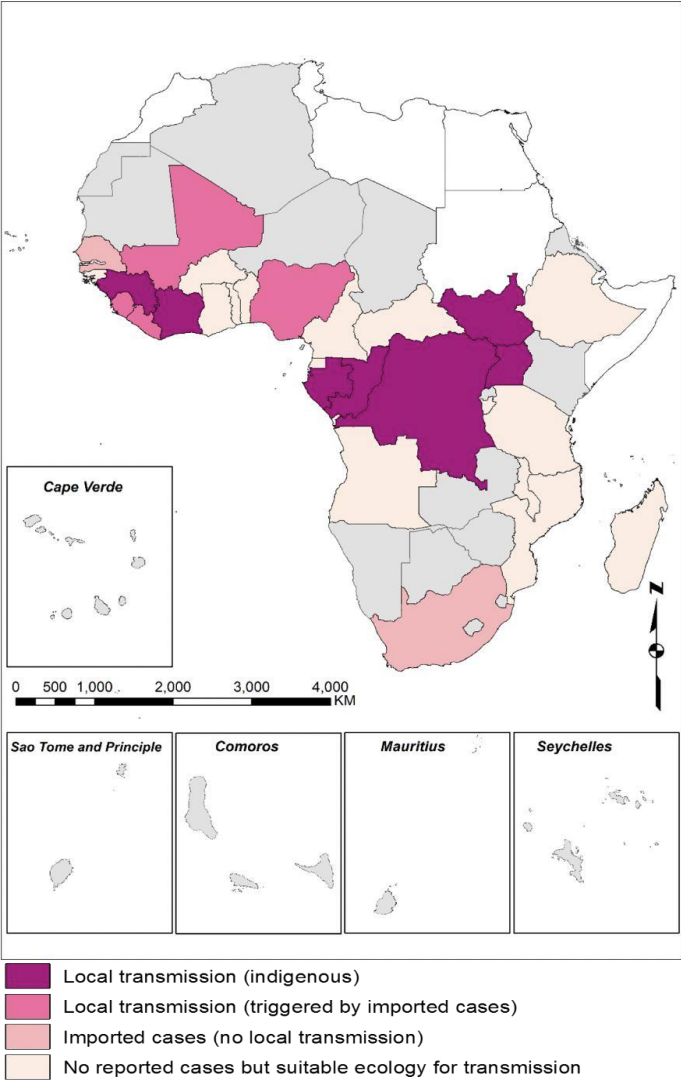 Cape Verde
N
0 500 1,000 2,000 3,000 4,000
KM
Sao Tome and Principle
Comoros
Mauritius
Seychelles
Local transmission (indigenous)
Local transmission (triggered by imported cases)
Imported cases (no local transmission)
No reported cases but suitable ecology for transmission